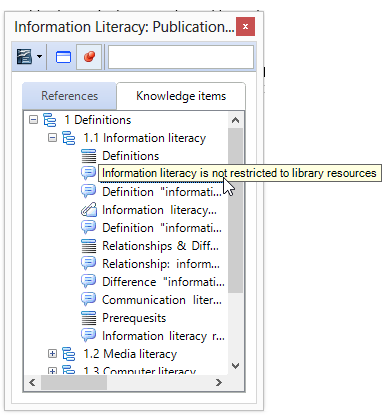 Information Literacy: Publication...
References
Knowledge items
1 Definitions
1.1 Information literacy
Definitions
Information literacy is not restricted to library resources
Definition "informati...
Information literacy...
Definition "informati...
Relationships & Diff...
Relationship: inform...
Difference "publicati...
Communication liter...
Prerequesits
Information literacy r...
1.2 Media literacy
1.3 Computer literacy